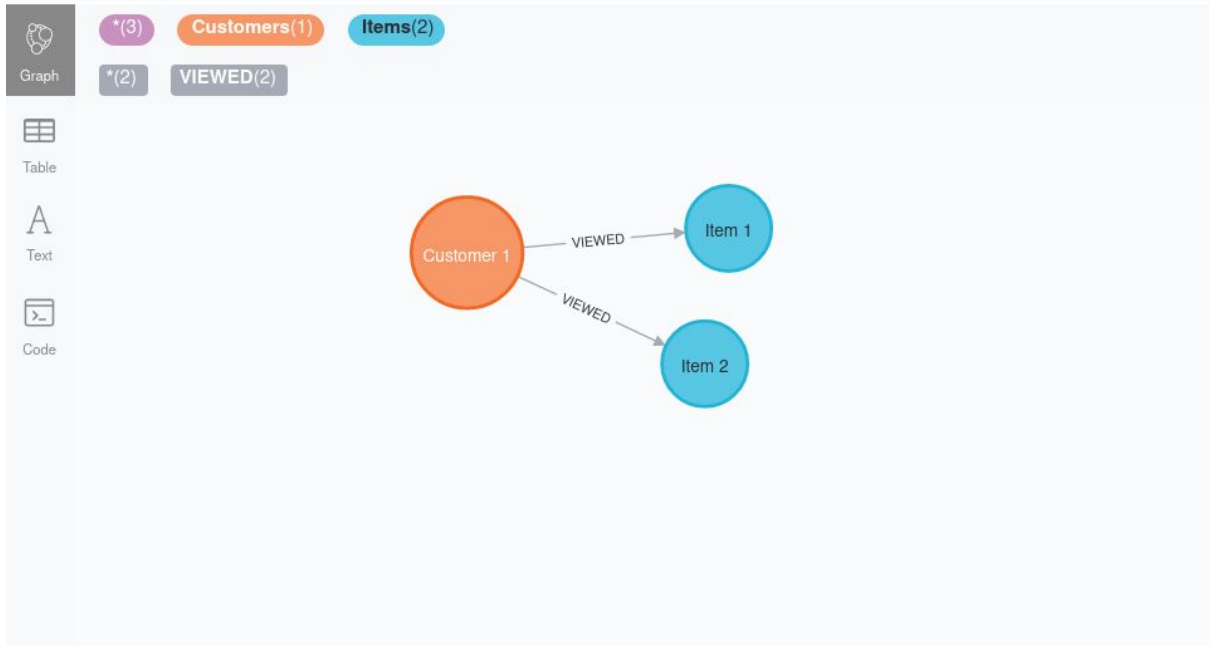 *(3) Customers(1) Items(2)
Graph
*(2) VIEWED(2)
Table
Text
Code
Customer 1
VIEWED
Item 1
VIEWED
Item 2